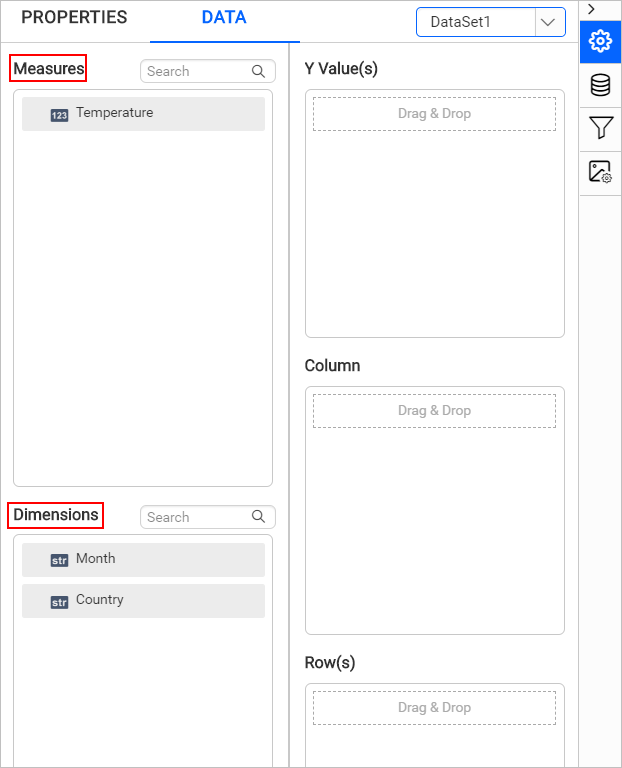 PROPERTIES
DATA
DataSet1
Measures
Search
123 Temperature
Dimensions
Search
str Month
str Country
Y Value(s)
Drag & Drop
Column
Drag & Drop
Row(s)
Drag & Drop